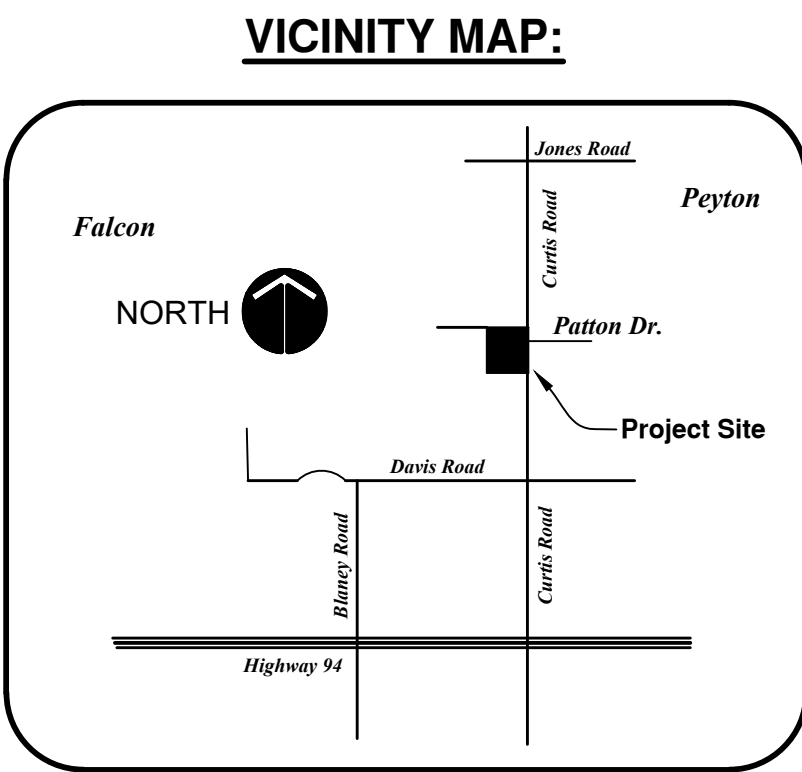 VICINITY MAP:
Jones Road
Peyton
Falcon
Curtis Road
NORTH
Patton Dr.
Project Site
Davis Road
Blaney Road
Curtis Road
Highway 94